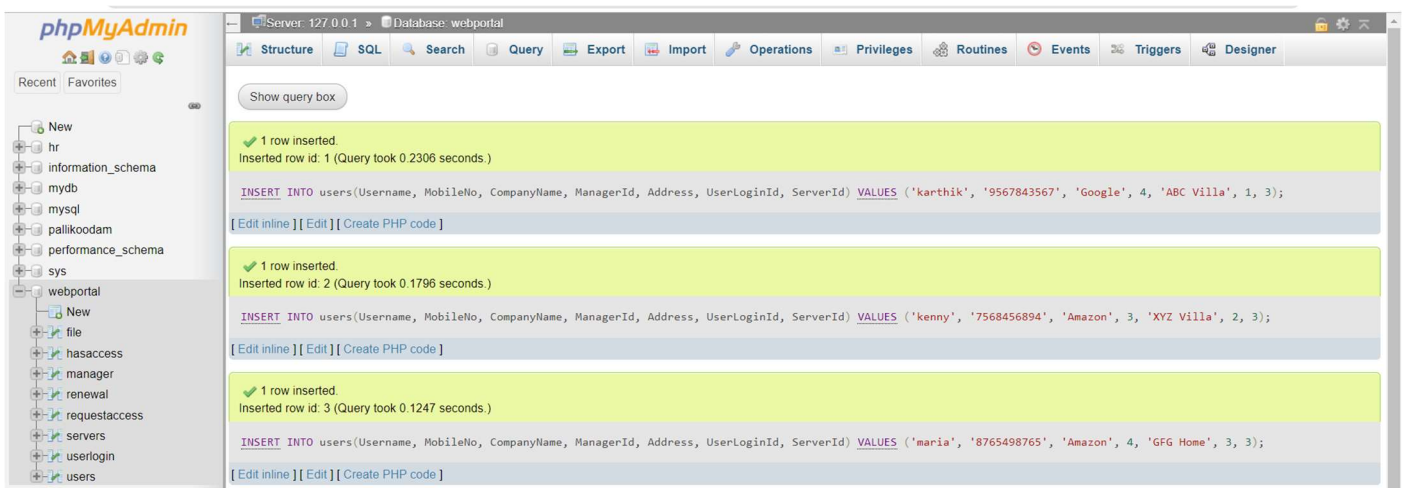 phpMyAdmin
Recent Favorites
New
hr
information_schema
mydb
mysql
pallikoodam
performance_schema
sys
webportal
New
file
hasaccess
manager
renewal
requestaccess
servers
userlogin
users
Server: 127.0.0.1 » Database: webportal
Structure SQL Search Query Export Import Operations Privileges Routines Events Triggers Designer
Show query box
1 row inserted.
Inserted row id: 1 (Query took 0.2306 seconds.)
INSERT INTO users(Username, MobileNo, CompanyName, ManagerId, Address, UserLoginId, ServerId) VALUES ('karthik', '9567843567', 'Google', 4, 'ABC Villa', 1, 3);
[ Edit inline ] [ Edit ] [ Create PHP code ]
1 row inserted.
Inserted row id: 2 (Query took 0.1796 seconds.)
INSERT INTO users(Username, MobileNo, CompanyName, ManagerId, Address, UserLoginId, ServerId) VALUES ('kenny', '7568456894', 'Amazon', 3, 'XYZ Villa', 2, 3);
[ Edit inline ] [ Edit ] [ Create PHP code ]
1 row inserted.
Inserted row id: 3 (Query took 0.1247 seconds.)
INSERT INTO users(Username, MobileNo, CompanyName, ManagerId, Address, UserLoginId, ServerId) VALUES ('maria', '8765498765', 'Amazon', 4, 'GFG Home', 3, 3);
[ Edit inline ] [ Edit ] [ Create PHP code ]